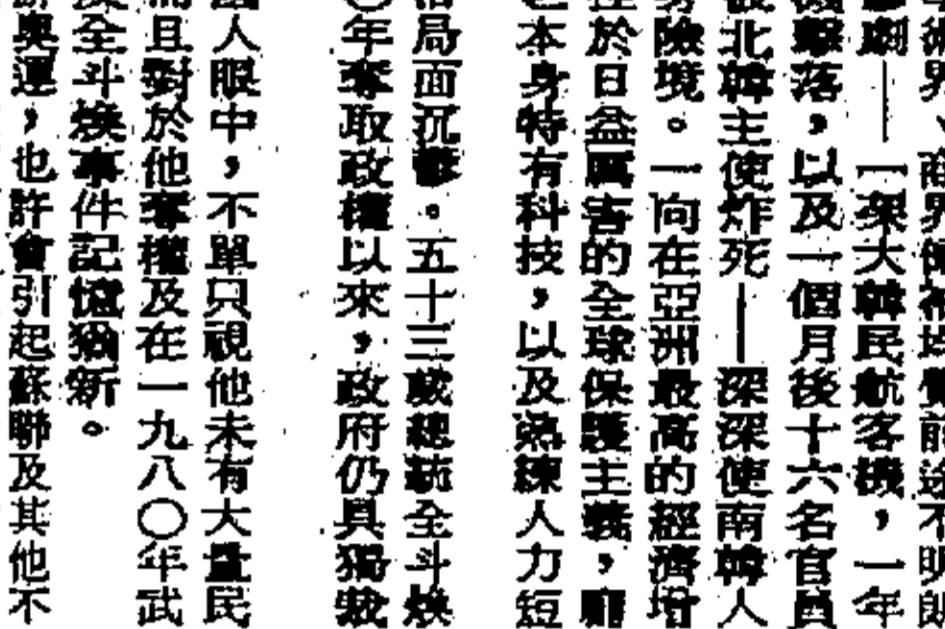 術界、商界領袖均覺前途不明朗
劇——一架大韓民航客機，一年
機擊落，以及一個月後十六名官員
被北韓主使炸死——深深使南韓人
身險境。一向在亞洲最高的經濟增
在於日益厲害的全球保護主義，
本身特有科技，以及熟練人力短
局面沉鬱。五十三歲總統全斗煥
〇年奪取政權以來，政府仍具獨裁
國人眼中，不單只視他未有大量民
而且對於他奪權及在一九八〇年武
全斗煥事件記憶猶新。
奧運，也許會引起蘇聯及其他不